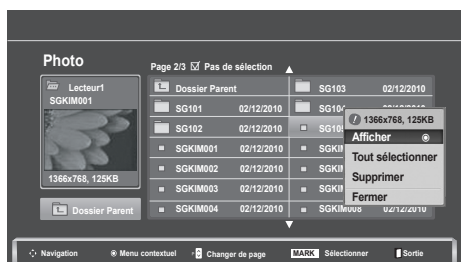 Photo
Page 2/3 Pas de sélection
Lecteur1
SGKIM001
1366x768, 125KB
Dossier Parent
Dossier Parent
SG101 02/12/2010
SG102 02/12/2010
SGKIM001 02/12/2010
SGKIM002 02/12/2010
SGKIM003 02/12/2010
SGKIM004 02/12/2010
SG103 02/12/2010
SG104
SGKIM008 02/12/2010
1366x768, 125KB
Afficher
Tout sélectionner
Supprimer
Fermer
Navigation Menu contextuel Changer de page MARK Sélectionner Sortie